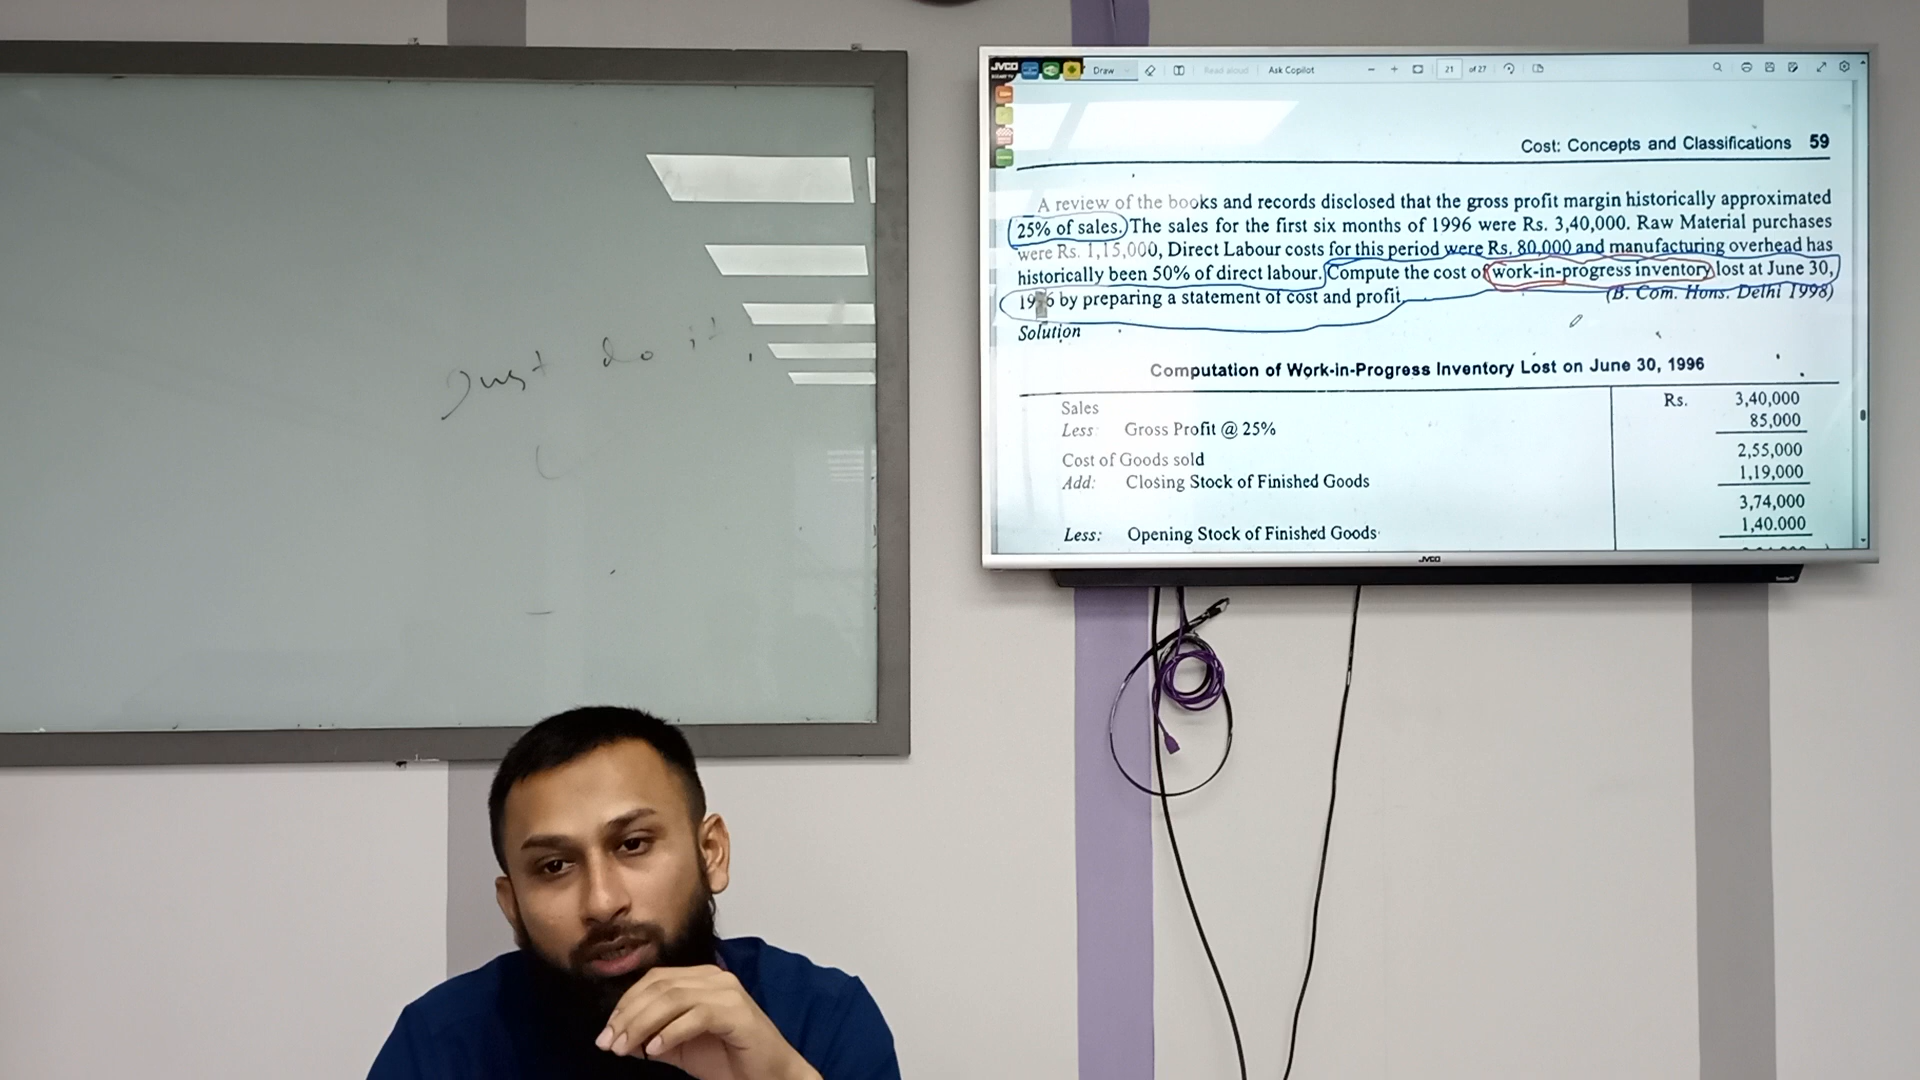 Just do it,
JVCO
Draw
Read aloud
Ask Copilot
21 of 27
Cost: Concepts and Classifications 59
A review of the books and records disclosed that the gross profit margin historically approximated
25% of sales. The sales for the first six months of 1996 were Rs. 3,40,000. Raw Material purchases
were Rs. 1,15,000, Direct Labour costs for this period were Rs. 80,000 and manufacturing overhead has
historically been 50% of direct labour. Compute the cost of work-in-progress inventory lost at June 30,
1996 by preparing a statement of cost and profit.
(B. Com. Hons. Delhi 1998)
Solution
Computation of Work-in-Progress Inventory Lost on June 30, 1996
Sales Rs. 3,40,000
Less: Gross Profit @ 25% 85,000
Cost of Goods sold 2,55,000
Add: Closing Stock of Finished Goods 1,19,000
3,74,000
Less: Opening Stock of Finished Goods 1,40.000
JVCO